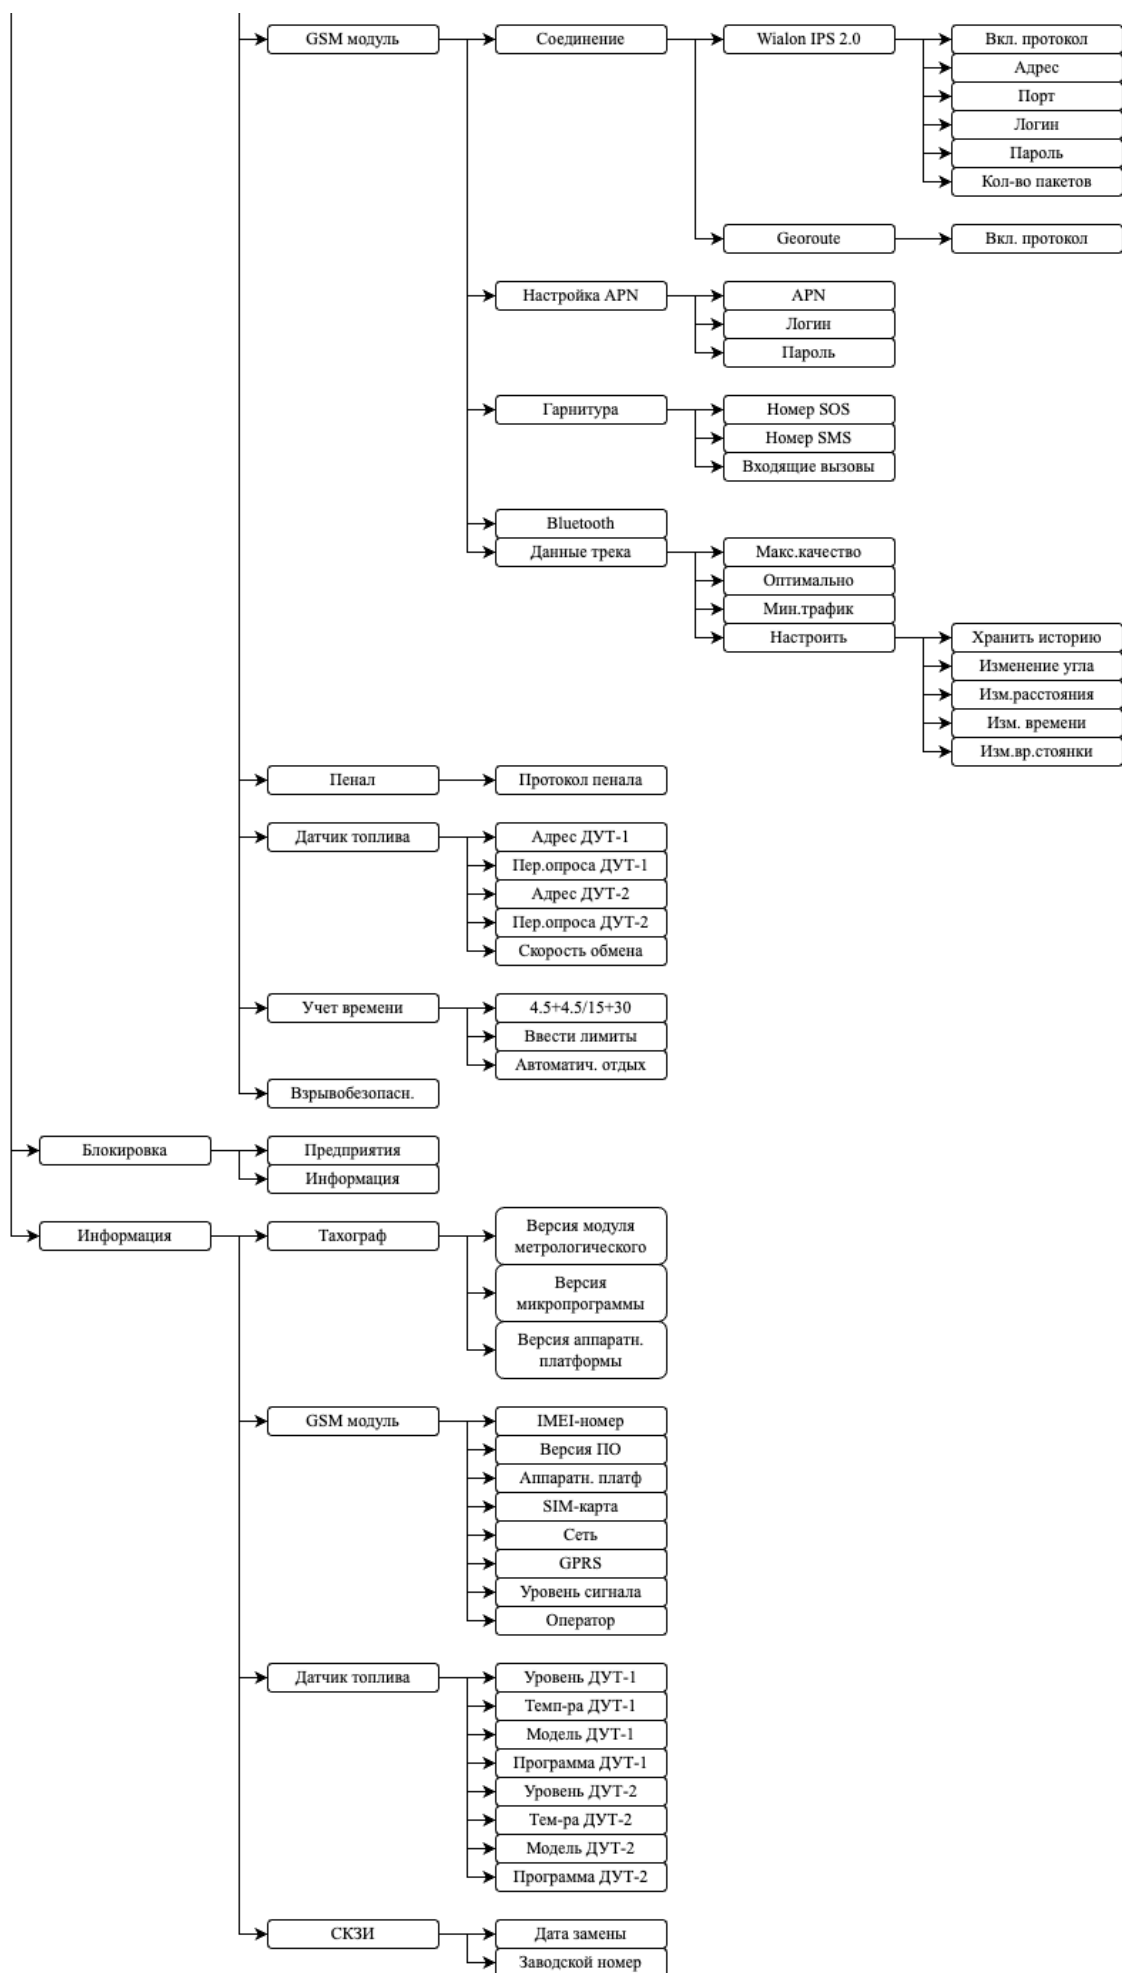 GSM модуль
Соединение
Wialon IPS 2.0
Вкл. протокол
Адрес
Порт
Логин
Пароль
Кол-во пакетов
Georoute
Вкл. протокол
Настройка APN
APN
Логин
Пароль
Гарнитура
Номер SOS
Номер SMS
Входящие вызовы
Bluetooth
Данные трека
Макс.качество
Оптимально
Мин.трафик
Настроить
Хранить историю
Изменение угла
Изм.расстояния
Изм. времени
Изм.вр.стоянки
Пенал
Протокол пенала
Датчик топлива
Адрес ДУТ-1
Пер.опроса ДУТ-1
Адрес ДУТ-2
Пер.опроса ДУТ-2
Скорость обмена
Учет времени
4.5+4.5/15+30
Ввести лимиты
Автоматич. отдых
Взрывобезопасн.
Блокировка
Предприятия
Информация
Информация
Тахограф
Версия модуля
метрологического
Версия
микропрограммы
Версия аппаратн.
платформы
GSM модуль
IMEI-номер
Версия ПО
Аппаратн. платф
SIM-карта
Сеть
GPRS
Уровень сигнала
Оператор
Датчик топлива
Уровень ДУТ-1
Темп-ра ДУТ-1
Модель ДУТ-1
Программа ДУТ-1
Уровень ДУТ-2
Тем-ра ДУТ-2
Модель ДУТ-2
Программа ДУТ-2
СКЗИ
Дата замены
Заводской номер